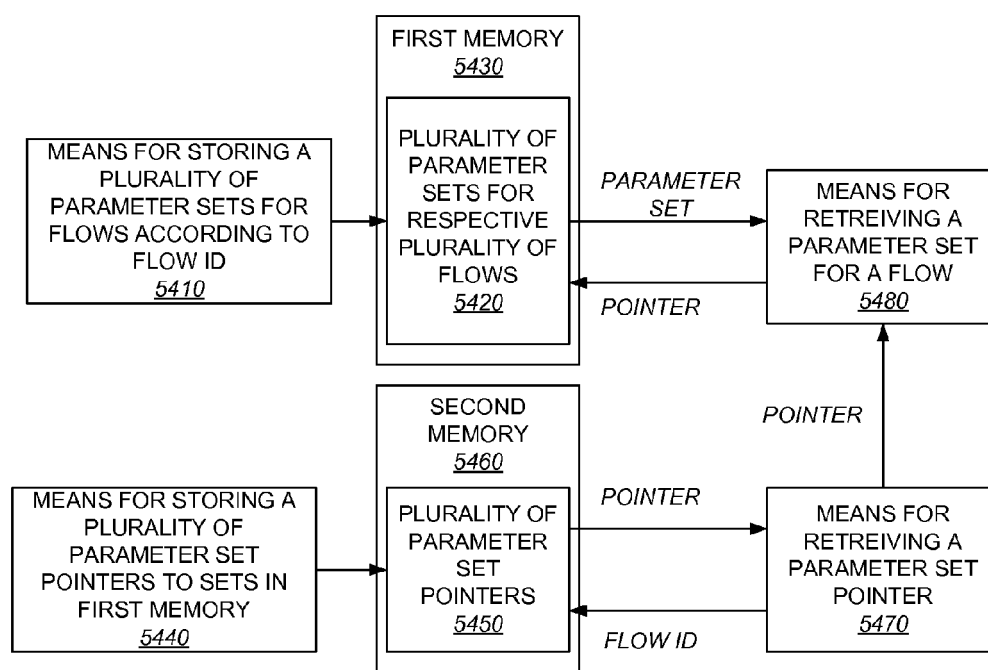 FIRST MEMORY
5430
MEANS FOR STORING A
PLURALITY OF
PARAMETER SETS FOR
FLOWS ACCORDING TO
FLOW ID
5410
PLURALITY OF
PARAMETER
SETS FOR
RESPECTIVE
PLURALITY OF
FLOWS
5420
PARAMETER
SET
POINTER
MEANS FOR
RETREIVING A
PARAMETER SET
FOR A FLOW
5480
POINTER
SECOND
MEMORY
5460
MEANS FOR STORING A
PLURALITY OF
PARAMETER SET
POINTERS TO SETS IN
FIRST MEMORY
5440
PLURALITY OF
PARAMETER
SET
POINTERS
5450
POINTER
FLOW ID
MEANS FOR
RETREIVING A
PARAMETER SET
POINTER
5470